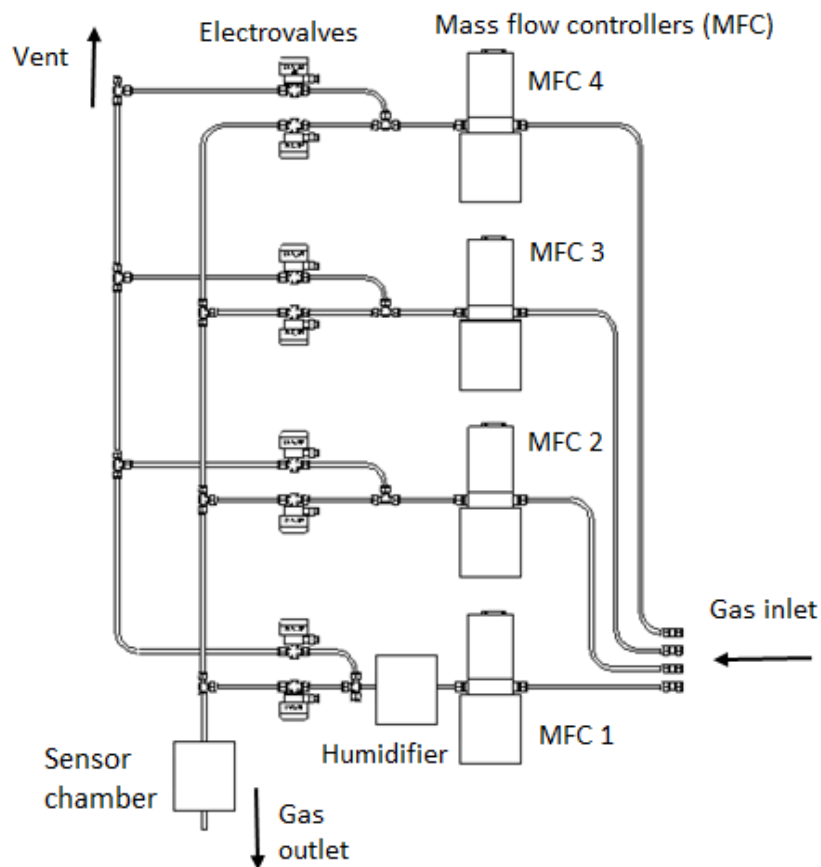 Electrovalves
Mass flow controllers (MFC)
Vent
MFC 4
MFC 3
MFC 2
Gas inlet
MFC 1
Humidifier
Sensor
chamber
Gas
outlet